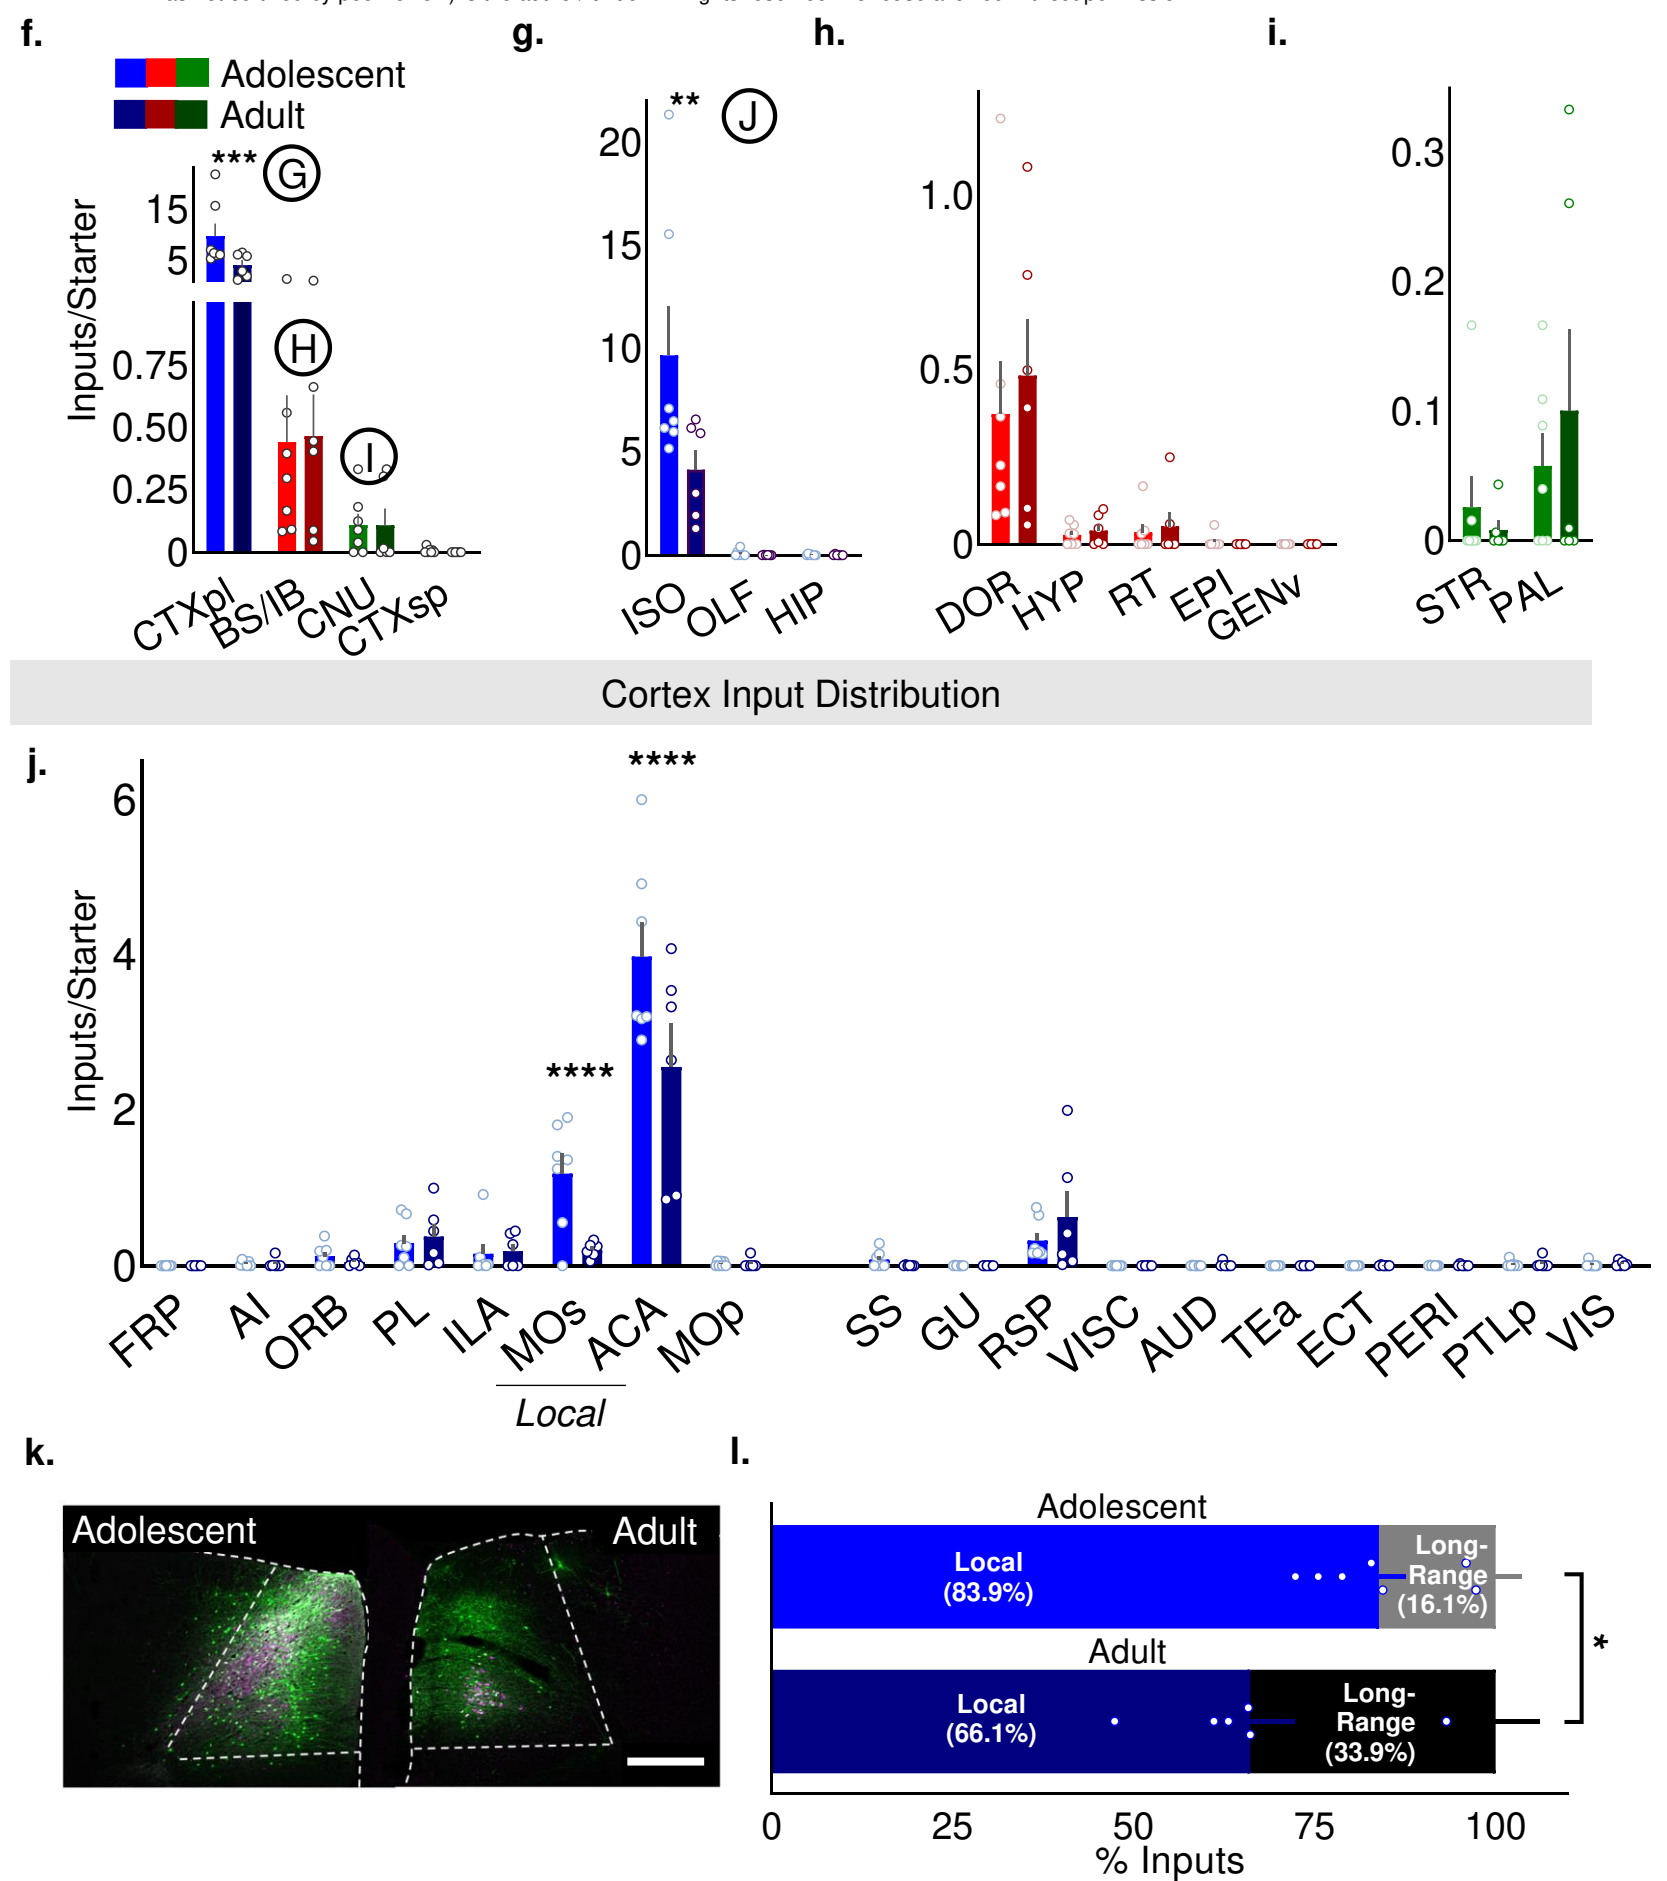 f.
g.
h.
i.
Adolescent
Adult
***
G
H
I
Inputs/Starter
15
5
0.75
0.50
0.25
0
CTXpl
BS/IB
CNU
CTXsp
**
J
20
15
10
5
0
ISO
OLF
HIP
1.0
0.5
0
DOR
HYP
RT
EPI
GENv
0.3
0.2
0.1
0
STR
PAL
Cortex Input Distribution
j.
Inputs/Starter
6
4
2
0
****
****
FRP
AI
ORB
PL
ILA
MOs
ACA
MOp
SS
GU
RSP
VISC
AUD
TEa
ECT
PERI
PTLp
VIS
Local
k.
Adolescent
Adult
l.
Adolescent
Local
(83.9%)
Long-
Range
(16.1%)
Adult
Local
(66.1%)
Long-
Range
(33.9%)
*
0
25
50
75
100
% Inputs